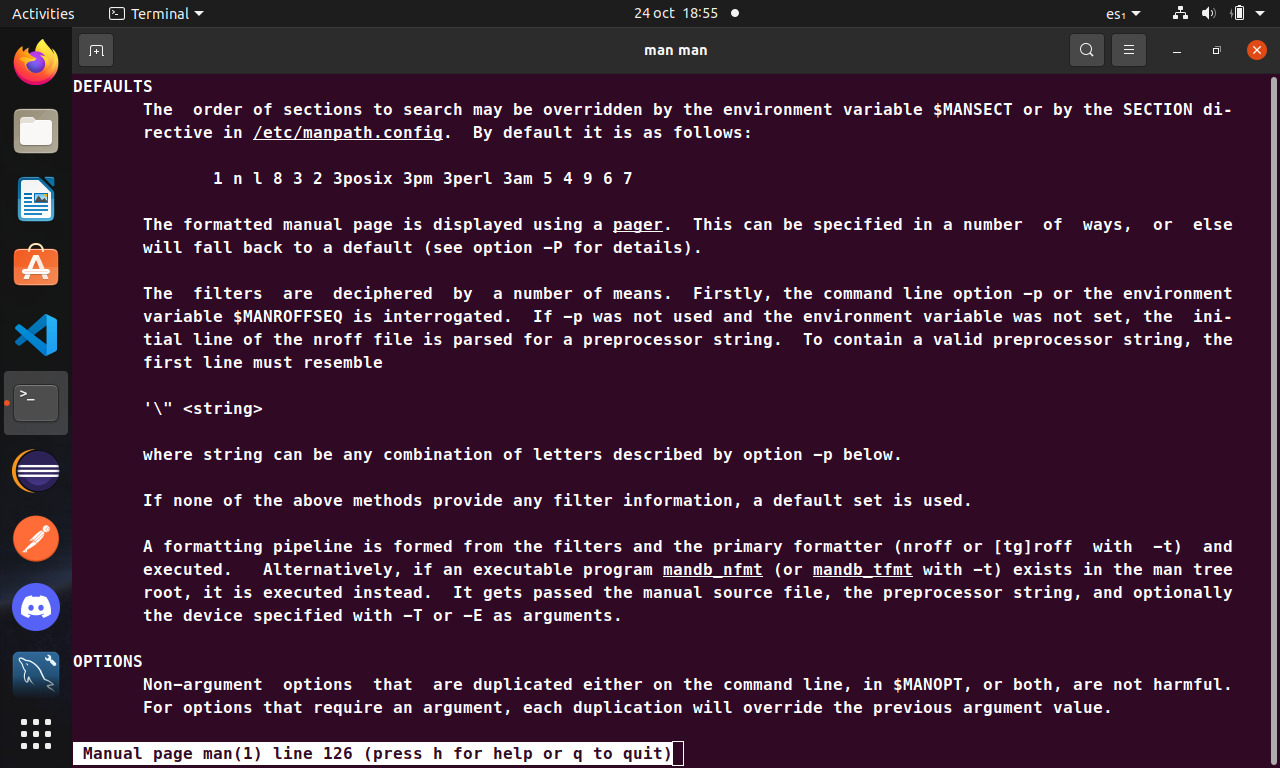 Activities Terminal 24 oct 18:55 es₁
man man
DEFAULTS
The  order of sections to search may be overridden by the environment variable $MANSECT or by the SECTION di‐
rective in /etc/manpath.config.  By default it is as follows:
1 n l 8 3 2 3posix 3pm 3perl 3am 5 4 9 6 7
The formatted manual page is displayed using a pager.  This can be specified in a number  of  ways,  or  else
will fall back to a default (see option -P for details).
The  filters  are  deciphered  by  a number of means.  Firstly, the command line option -p or the environment
variable $MANROFFSEQ is interrogated.  If -p was not used and the environment variable was not set, the  ini‐
tial line of the nroff file is parsed for a preprocessor string.  To contain a valid preprocessor string, the
first line must resemble
'\" <string>
where string can be any combination of letters described by option -p below.
If none of the above methods provide any filter information, a default set is used.
A formatting pipeline is formed from the filters and the primary formatter (nroff or [tg]roff  with  -t)  and
executed.   Alternatively, if an executable program mandb_nfmt (or mandb_tfmt with -t) exists in the man tree
root, it is executed instead.  It gets passed the manual source file, the preprocessor string, and optionally
the device specified with -T or -E as arguments.
OPTIONS
Non-argument  options  that  are duplicated either on the command line, in $MANOPT, or both, are not harmful.
For options that require an argument, each duplication will override the previous argument value.
Manual page man(1) line 126 (press h for help or q to quit)